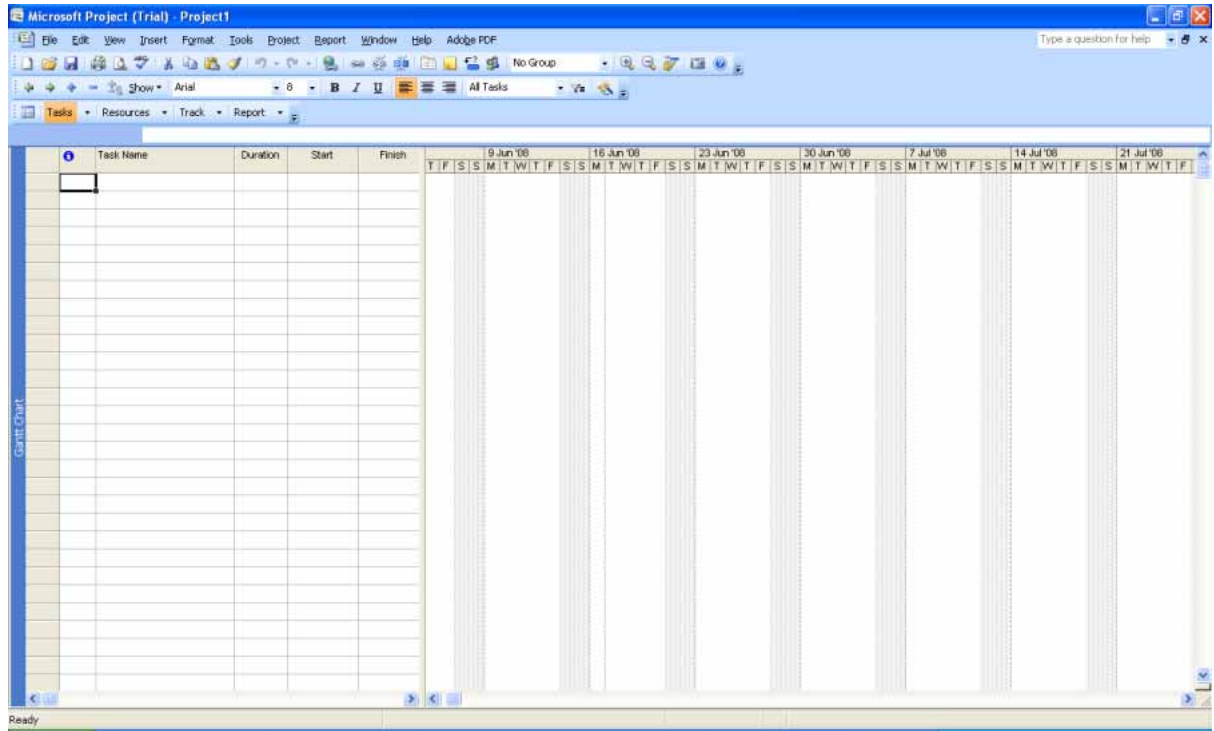 Microsoft Project (Trial) - Project1
File Edit View Insert Format Tools Project Report Window Help Adobe PDF Type a question for help
No Group
Show Arial 8 B I U All Tasks
Tasks Resources Track Report
Task Name Duration Start Finish 9 Jun '08 16 Jun '08 23 Jun '08 30 Jun '08 7 Jul '08 14 Jul '08 21 Jul '08
T F S S M T W T F S S M T W T F S S M T W T F S S M T W T F S S M T W T F S S M T W T F S S M T W T F
Gantt Chart
Ready